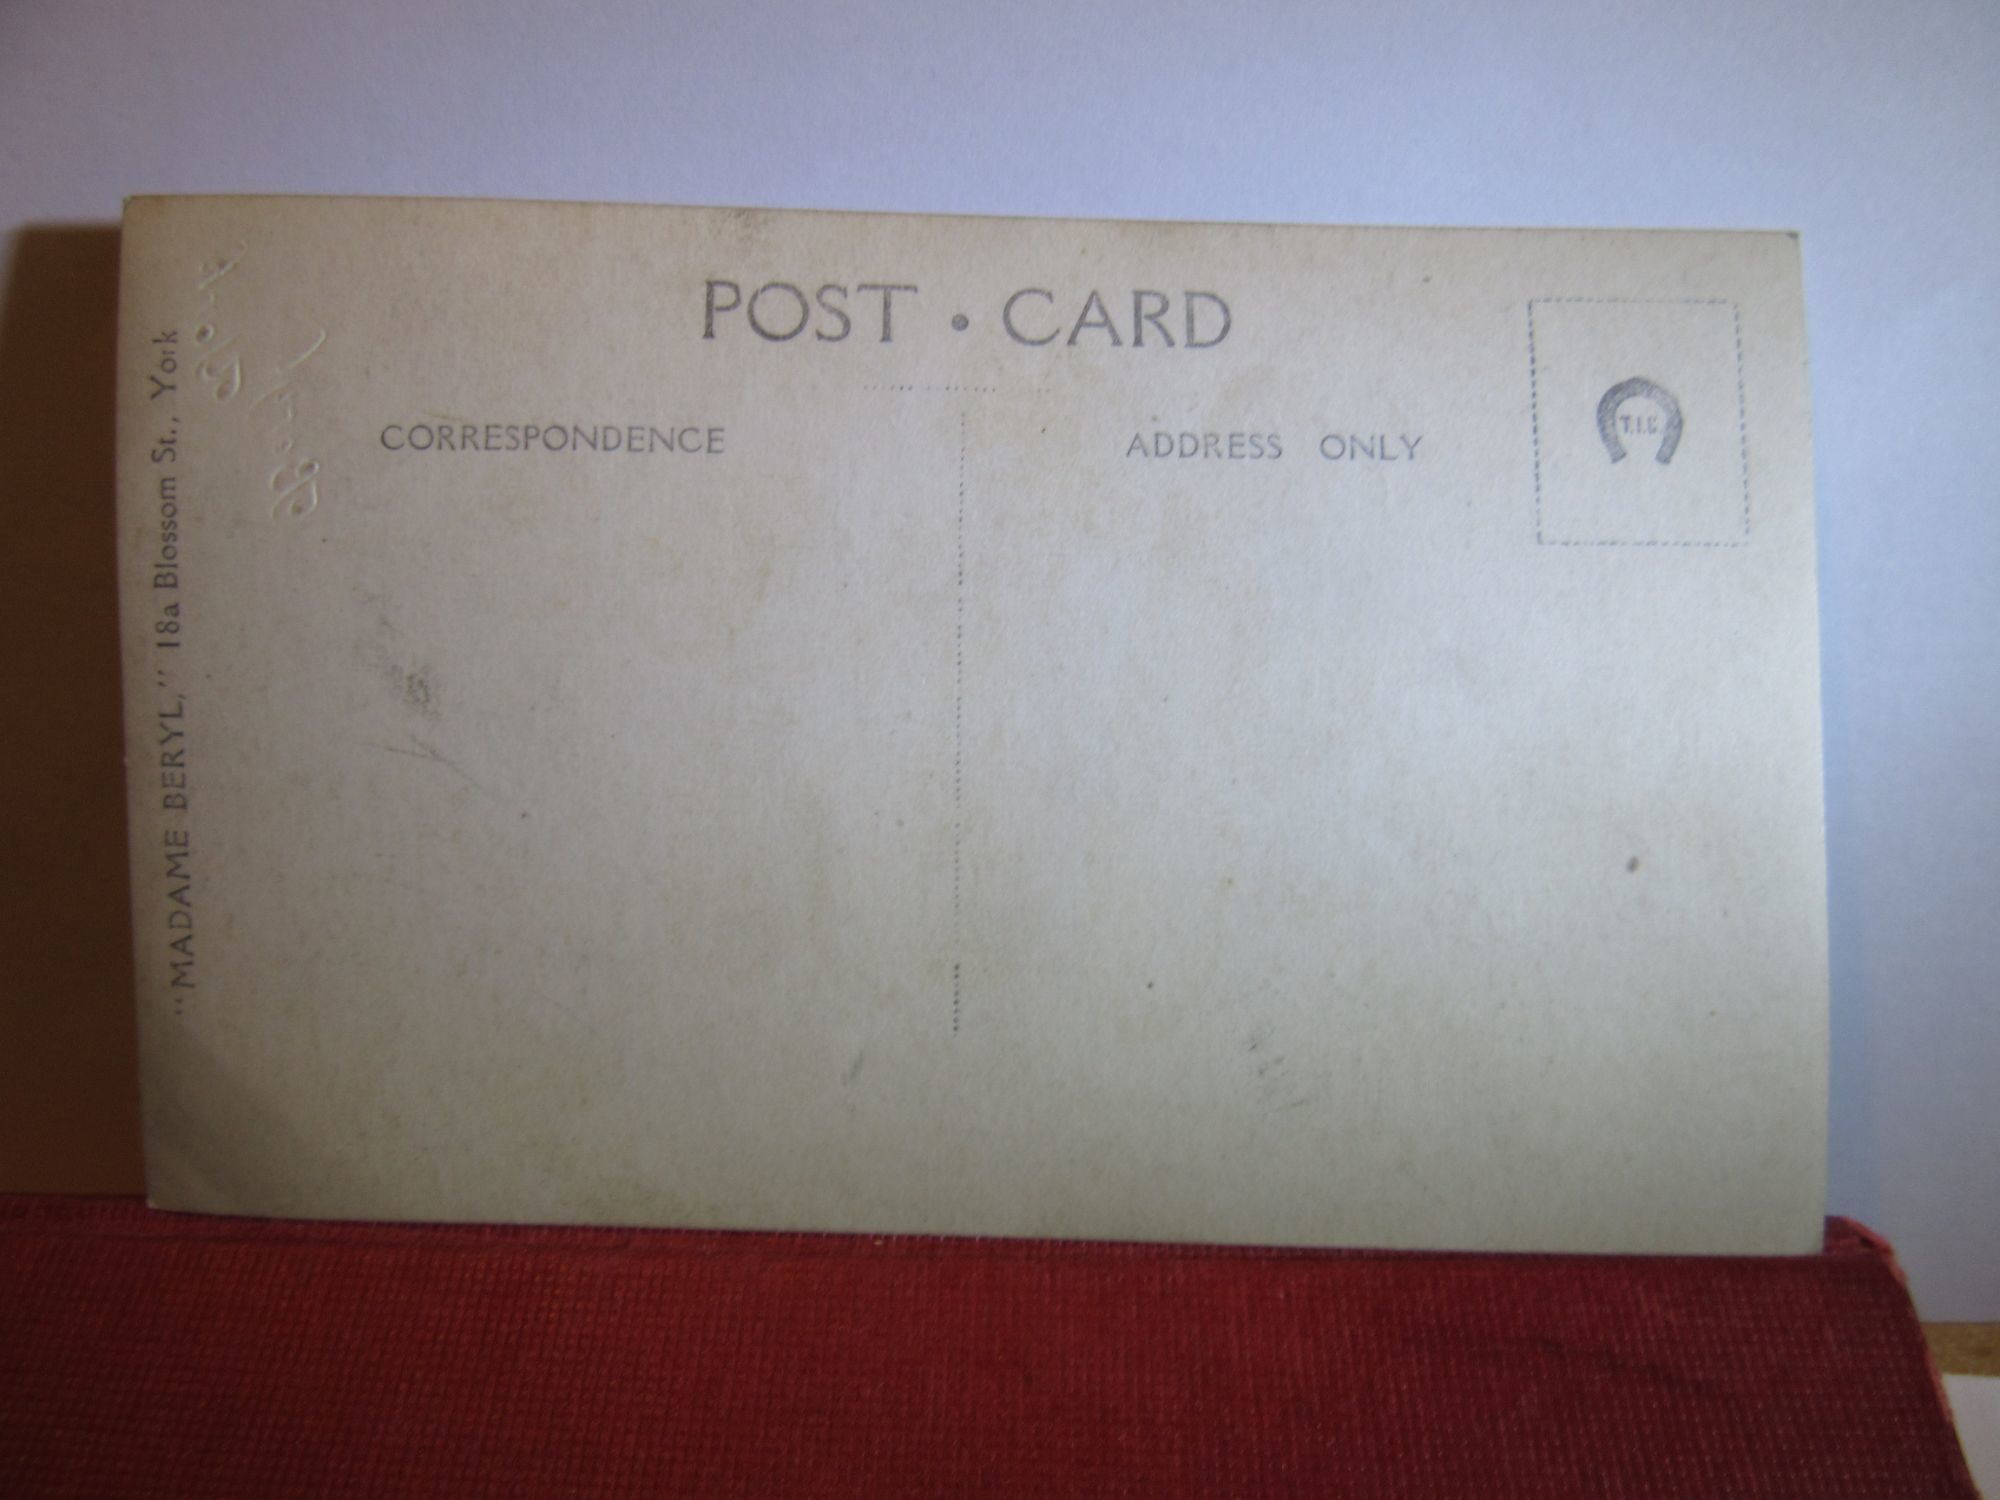 POST • CARD
CORRESPONDENCE
ADDRESS ONLY
T.I.C.
"MADAME BERYL," 18a Blossom St., York